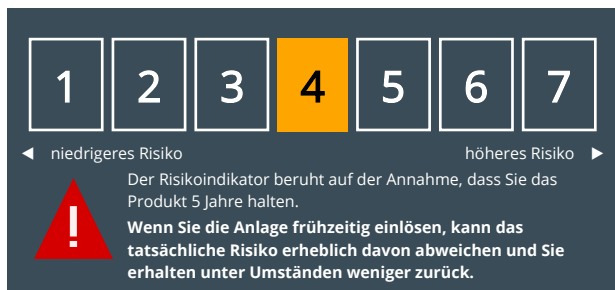 1 2 3 4 5 6 7
◄ niedrigeres Risiko höheres Risiko ►
Der Risikoindikator beruht auf der Annahme, dass Sie das
Produkt 5 Jahre halten.
! Wenn Sie die Anlage frühzeitig einlösen, kann das
tatsächliche Risiko erheblich davon abweichen und Sie
erhalten unter Umständen weniger zurück.